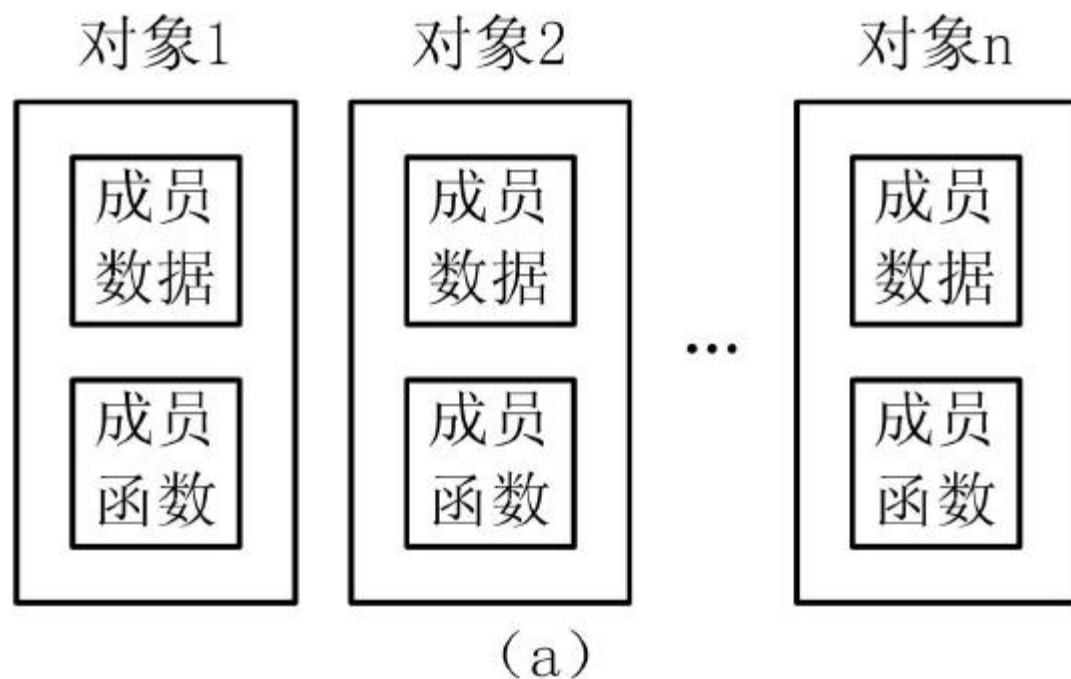 对象1 对象2 对象n
成员 成员 成员
数据 数据 数据
…
成员 成员 成员
函数 函数 函数
(a)